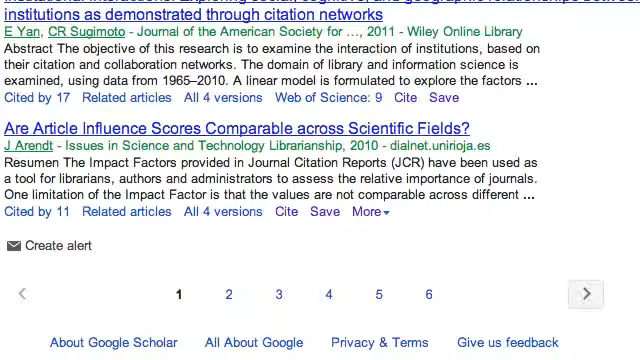 institutions as demonstrated through citation networks
E Yan, CR Sugimoto - Journal of the American Society for ..., 2011 - Wiley Online Library
Abstract The objective of this research is to examine the interaction of institutions, based on
their citation and collaboration networks. The domain of library and information science is
examined, using data from 1965–2010. A linear model is formulated to explore the factors ...
Cited by 17 Related articles All 4 versions Web of Science: 9 Cite Save
Are Article Influence Scores Comparable across Scientific Fields?
J Arendt - Issues in Science and Technology Librarianship, 2010 - dialnet.unirioja.es
Resumen The Impact Factors provided in Journal Citation Reports (JCR) have been used as
a tool for librarians, authors and administrators to assess the relative importance of journals.
One limitation of the Impact Factor is that the values are not comparable across different ...
Cited by 11 Related articles All 4 versions Cite Save More
Create alert
1 2 3 4 5 6
About Google Scholar All About Google Privacy & Terms Give us feedback